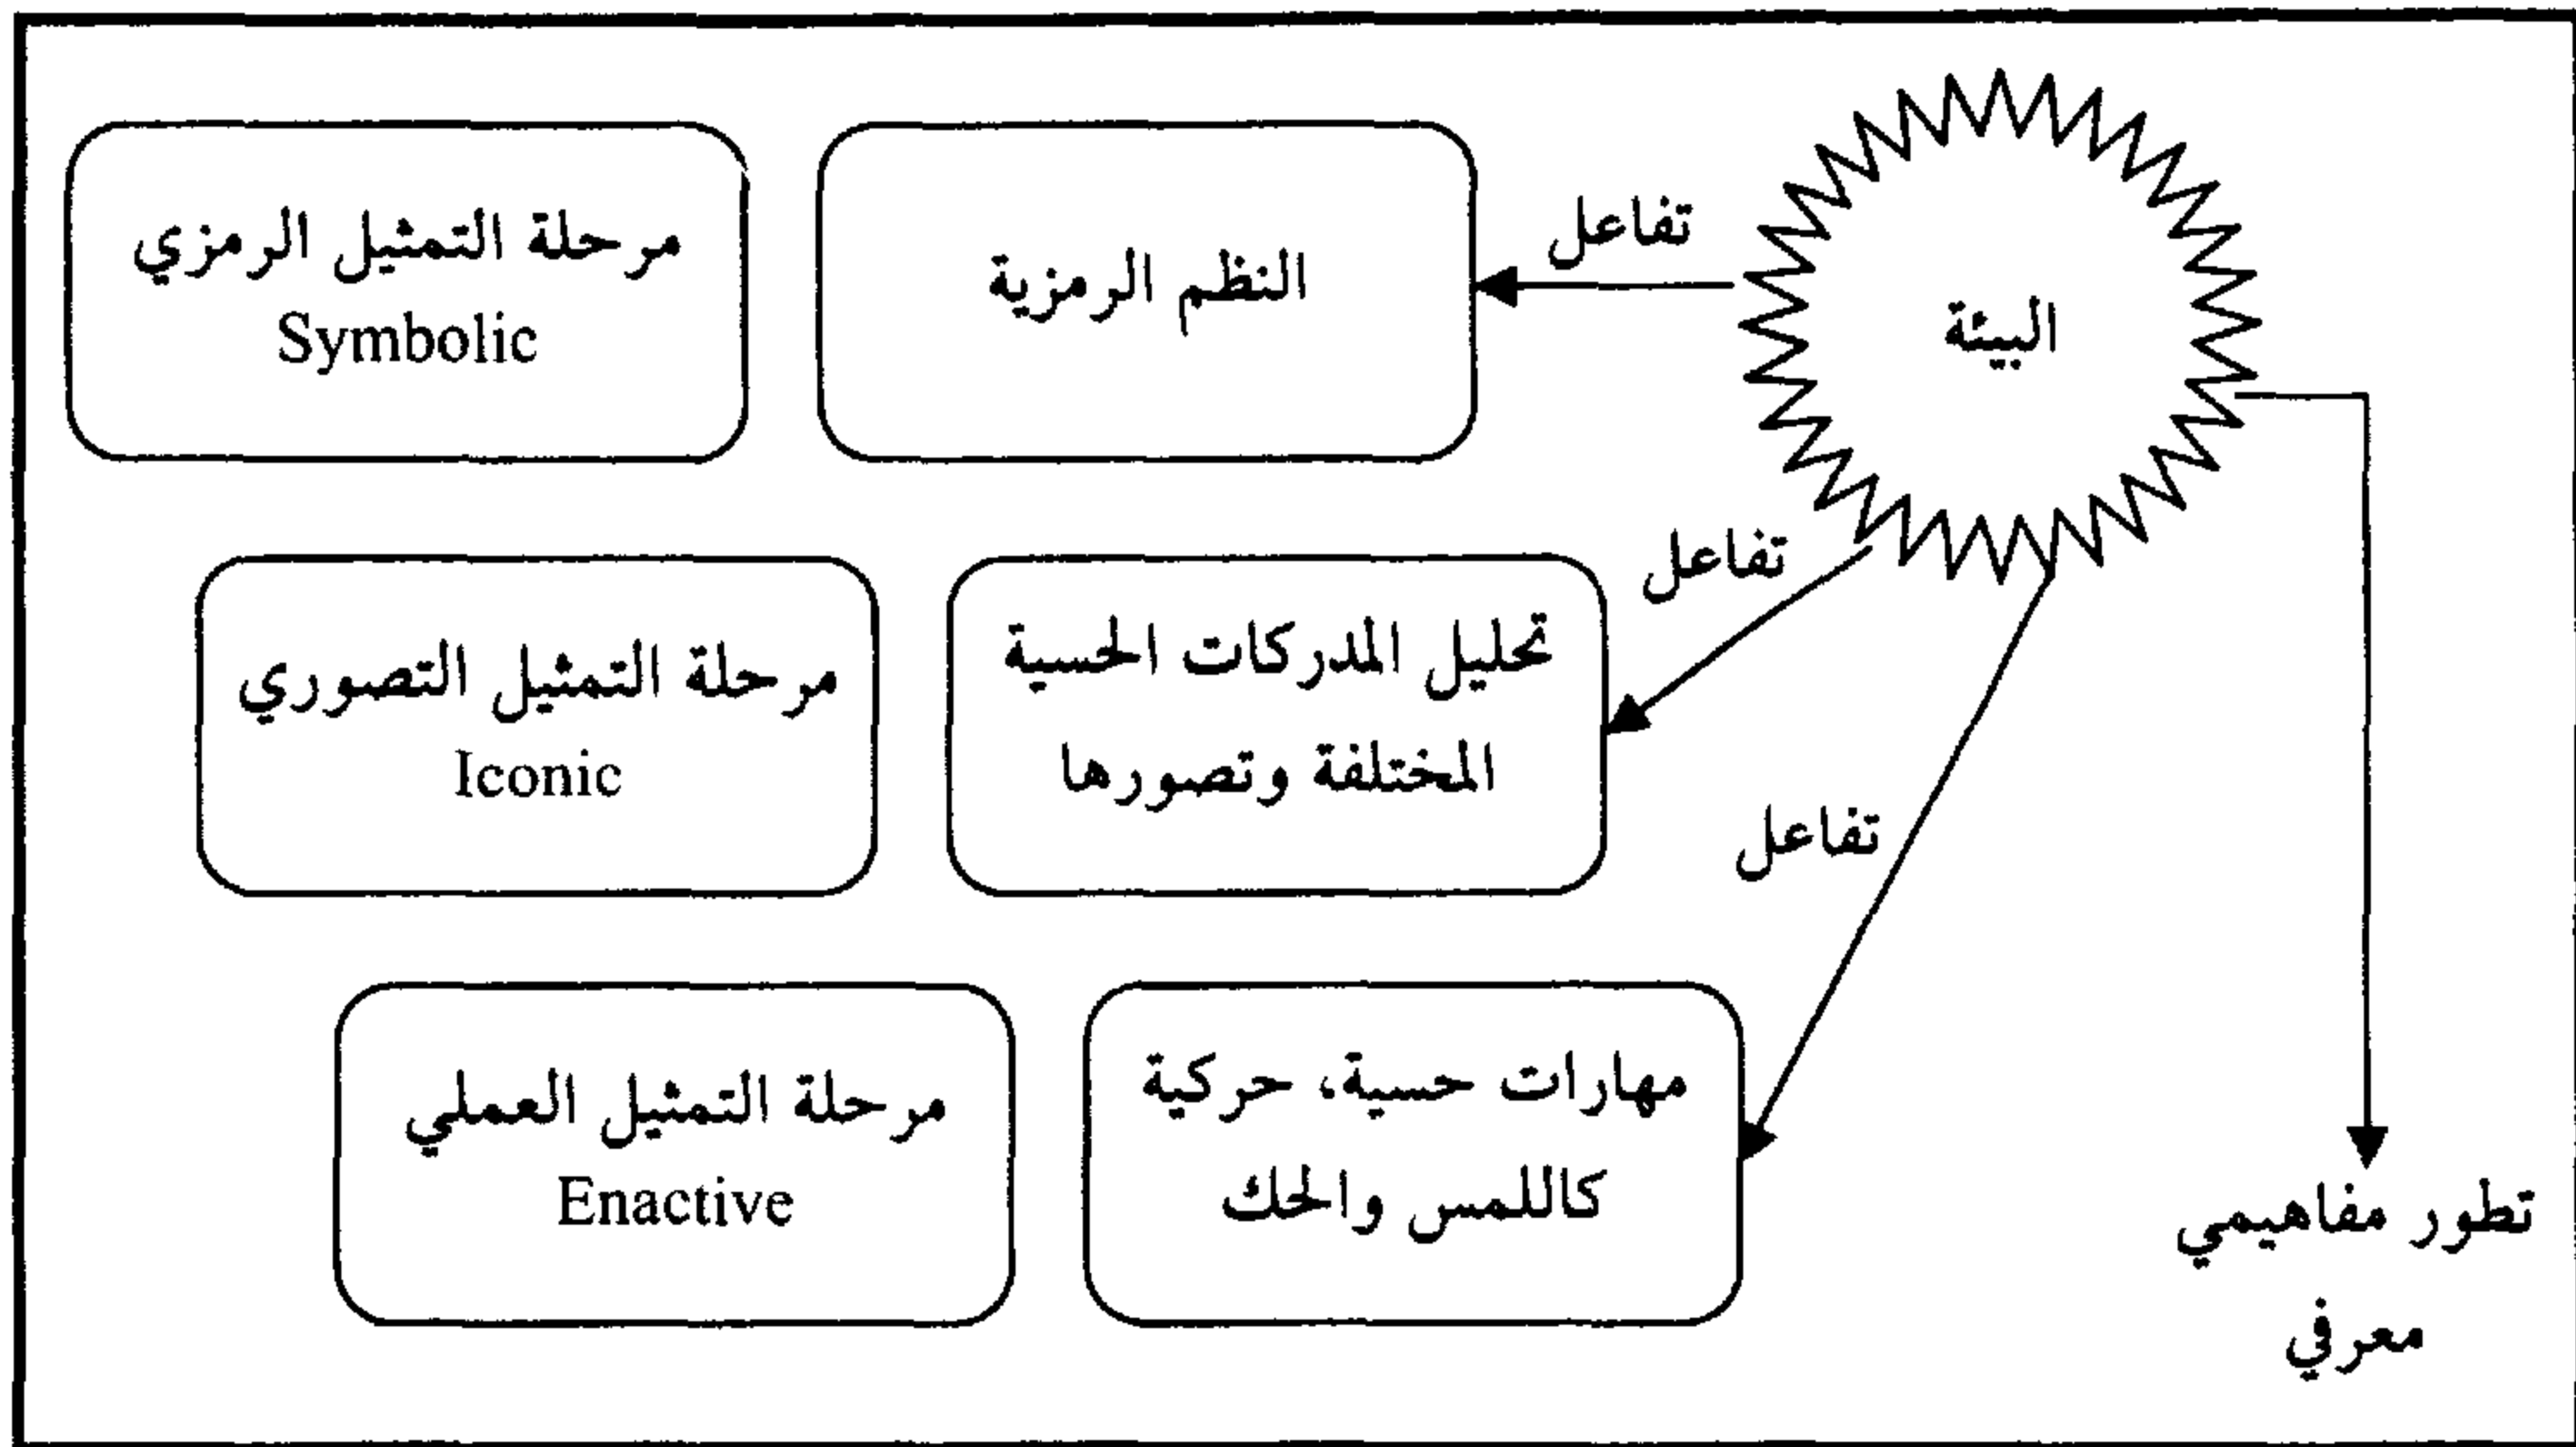 البيئة
تفاعل
النظم الرمزية
مرحلة التمثيل الرمزي
Symbolic
تفاعل
تحليل المدركات الحسية
المختلفة وتصورها
مرحلة التمثيل التصوري
Iconic
تفاعل
مهارات حسية، حركية
كاللمس والحك
مرحلة التمثيل العملي
Enactive
تطور مفاهيمي
معرفي